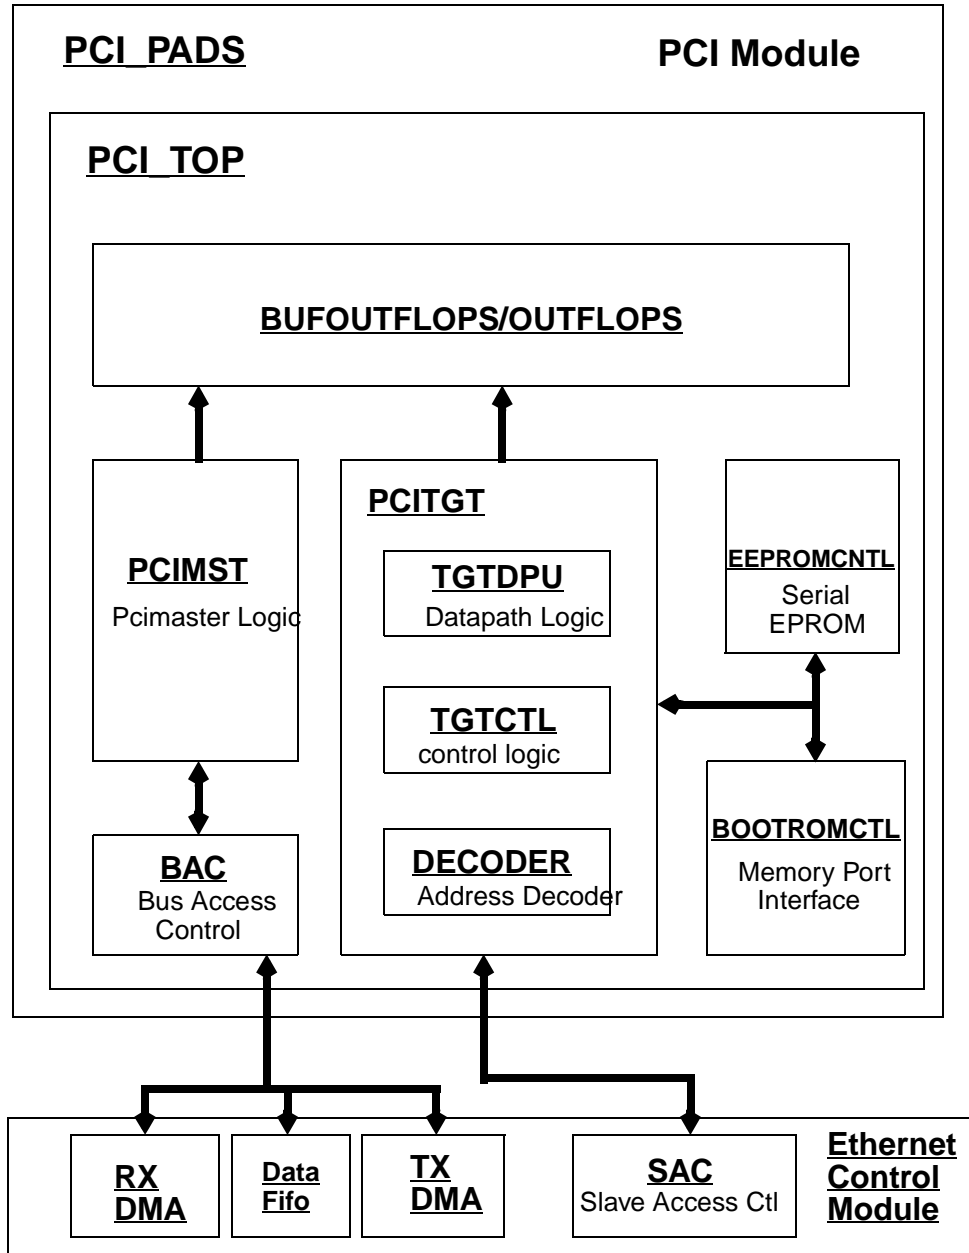 PCI_PADS
PCI Module
PCI_TOP
BUFOUTFLOPS/OUTFLOPS
PCIMST
Pcimaster Logic
PCITGT
TGTDPU
Datapath Logic
TGTCTL
control logic
DECODER
Address Decoder
EEPROMCNTL
Serial
EPROM
BOOTROMCTL
Memory Port
Interface
BAC
Bus Access
Control
RX
DMA
Data
Fifo
TX
DMA
SAC
Slave Access Ctl
Ethernet
Control
Module